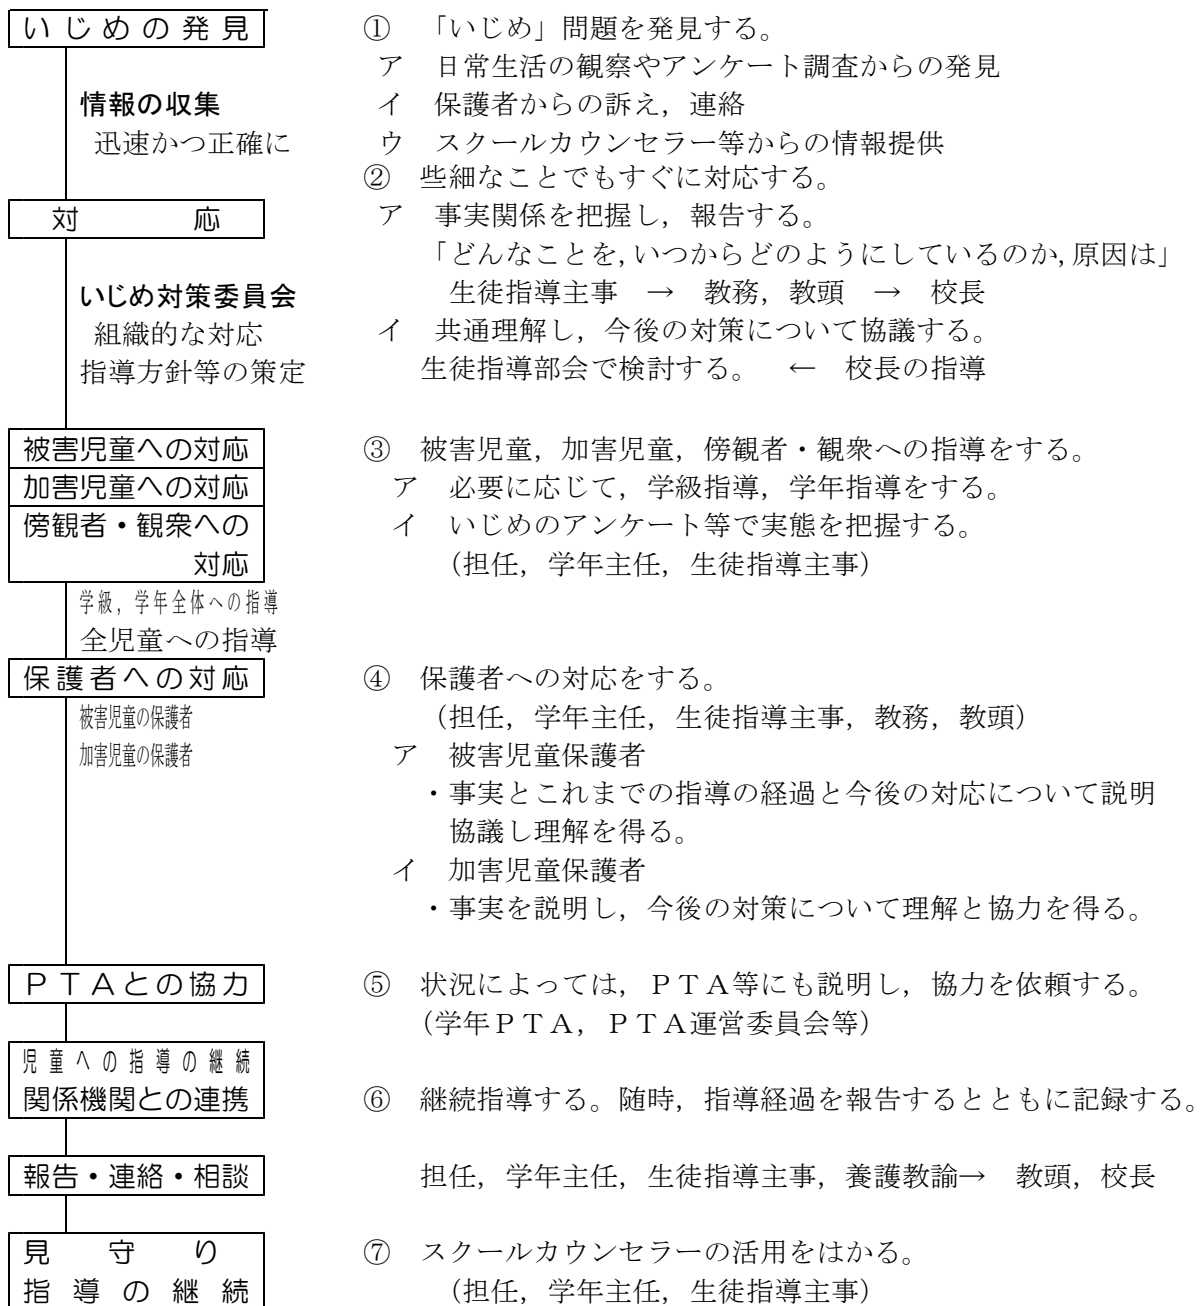 いじめの発見
① 「いじめ」問題を発見する。
ア 日常生活の観察やアンケート調査からの発見
情報の収集
イ 保護者からの訴え，連絡
迅速かつ正確に
ウ スクールカウンセラー等からの情報提供
② 些細なことでもすぐに対応する。
対 応
ア 事実関係を把握し，報告する。
「どんなことを,いつからどのようにしているのか,原因は」
いじめ対策委員会
生徒指導主事 → 教務，教頭 → 校長
組織的な対応
イ 共通理解し，今後の対策について協議する。
指導方針等の策定
生徒指導部会で検討する。 ← 校長の指導
被害児童への対応
③ 被害児童，加害児童，傍観者・観衆への指導をする。
加害児童への対応
ア 必要に応じて，学級指導，学年指導をする。
傍観者・観衆への
イ いじめのアンケート等で実態を把握する。
対応
（担任，学年主任，生徒指導主事）
学級，学年全体への指導
全児童への指導
保護者への対応
④ 保護者への対応をする。
被害児童の保護者
（担任，学年主任，生徒指導主事，教務，教頭）
加害児童の保護者
ア 被害児童保護者
・事実とこれまでの指導の経過と今後の対応について説明
協議し理解を得る。
イ 加害児童保護者
・事実を説明し，今後の対策について理解と協力を得る。
ＰＴＡとの協力
⑤ 状況によっては，ＰＴＡ等にも説明し，協力を依頼する。
（学年ＰＴＡ，ＰＴＡ運営委員会等）
児童への指導の継続
関係機関との連携
⑥ 継続指導する。随時，指導経過を報告するとともに記録する。
報告・連絡・相談
担任，学年主任，生徒指導主事，養護教諭→ 教頭，校長
見守り
⑦ スクールカウンセラーの活用をはかる。
指導の継続
（担任，学年主任，生徒指導主事）